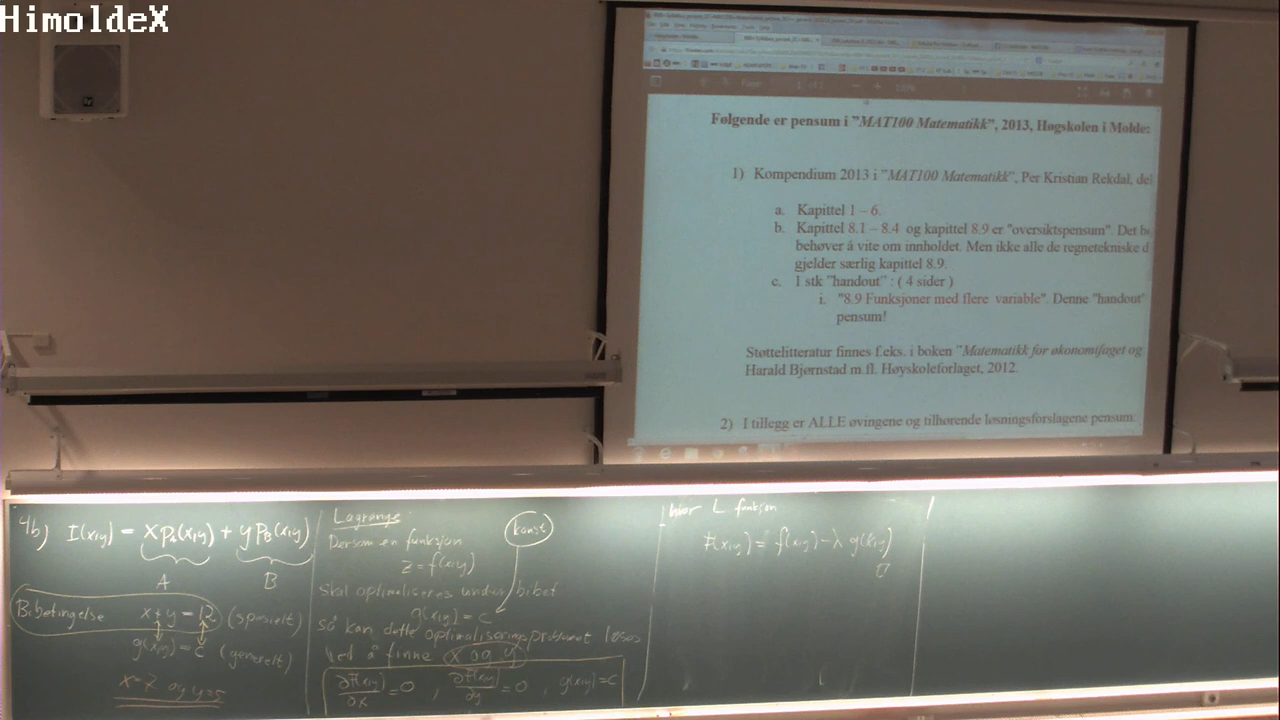 HimoldeX
Følgende er pensum i "MAT100 Matematikk", 2013, Høgskolen i Molde:
1) Kompendium 2013 i "MAT100 Matematikk", Per Kristian Rekdal, del
a. Kapittel 1 – 6.
b. Kapittel 8.1 – 8.4 og kapittel 8.9 er "oversiktspensum". Det b
behøver å vite om innholdet. Men ikke alle de regnetekniske d
gjelder særlig kapittel 8.9.
c. 1 stk "handout" : ( 4 sider )
i. "8.9 Funksjoner med flere variable". Denne "handout"
pensum!
Støttelitteratur finnes f.eks. i boken "Matematikk for økonomifaget og
Harald Bjørnstad m.fl. Høyskoleforlaget, 2012.
2) I tillegg er ALLE øvingene og tilhørende løsningsforslagene pensum.
4b) I(x,y) = x PA(x,y) + y PB(x,y)
A B
Bibetingelse x + y = 12 (spesielt)
g(x,y) = c (generelt)
x = 7 og y = 5
Lagrange:
Dersom en funksjon
z = f(x,y)
skal optimaliseres under bibet
g(x,y) = c
konst
så kan dette optimaliseringsproblemet løses
ved å finne x og y
∂F(x,y)/∂x = 0 , ∂F(x,y)/∂y = 0 , g(x,y) = c
hvor L funksjon
F(x,y) = f(x,y) − λ g(x,y)